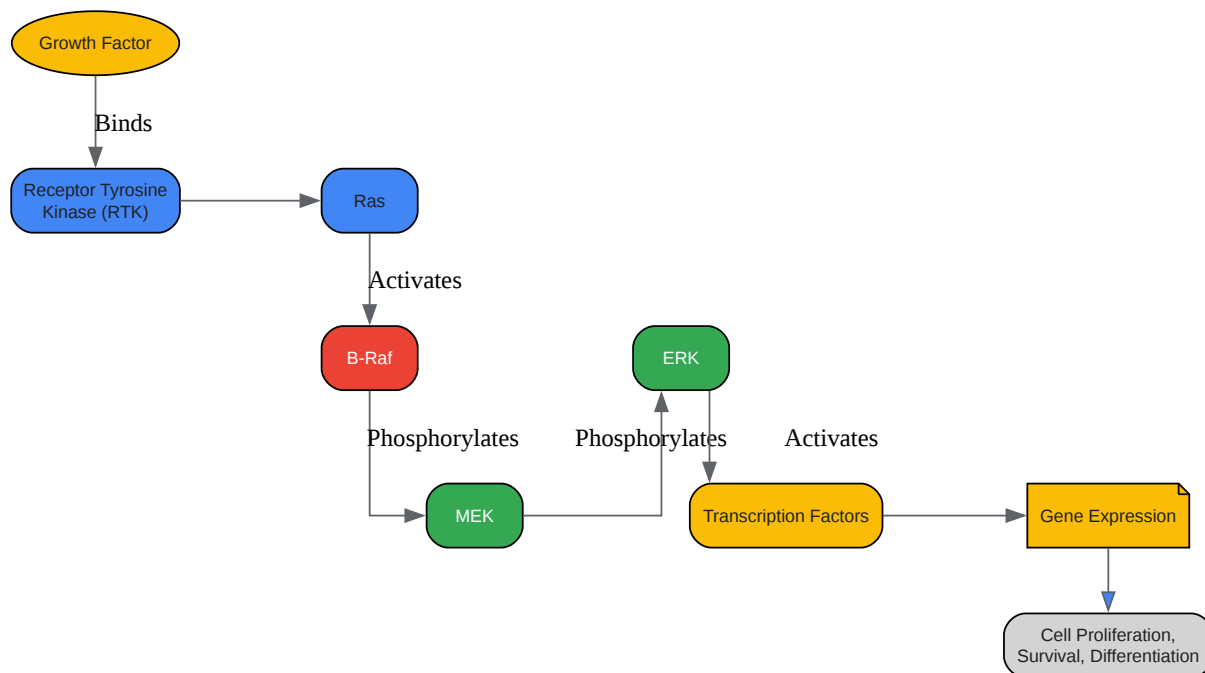 Growth Factor
Binds
Receptor Tyrosine
Kinase (RTK)
Ras
Activates
B-Raf
ERK
Phosphorylates
Phosphorylates
Activates
MEK
Transcription Factors
Gene Expression
Cell Proliferation,
Survival, Differentiation